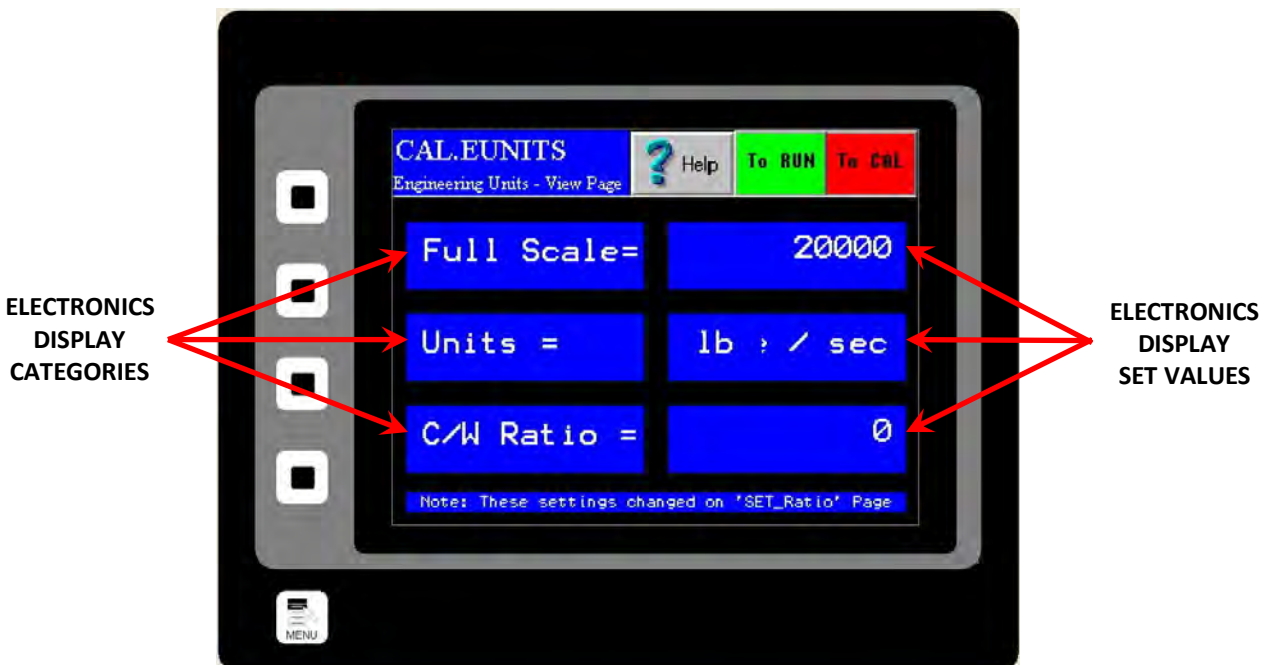 CAL.EUNITS
Engineering Units - View Page
? Help
To RUN
To CAL
Full Scale=
20000
Units =
lb ; / sec
C/W Ratio =
0
Note: These settings changed on 'SET_Ratio' Page
ELECTRONICS
DISPLAY
CATEGORIES
ELECTRONICS
DISPLAY
SET VALUES
MENU